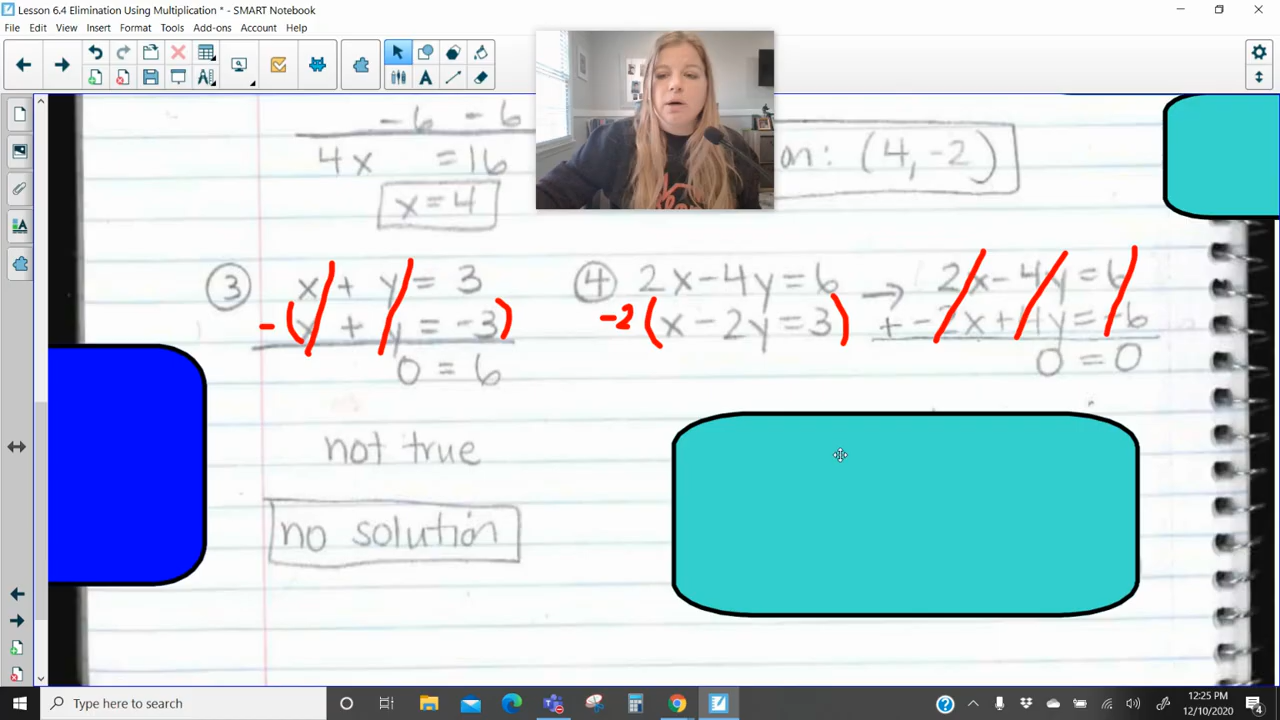 Lesson 6.4 Elimination Using Multiplication * - SMART Notebook
File Edit View Insert Format Tools Add-ons Account Help
-6 -6
4x = 16
x = 4
on: (4, -2)
③ x + y = 3
-(x + y = -3)
0 = 6
not true
no solution
④ 2x - 4y = 6 → 2x - 4y = 6
-2(x - 2y = 3) + -2x + 4y = -6
0 = 0
Type here to search
12:25 PM
12/10/2020
4